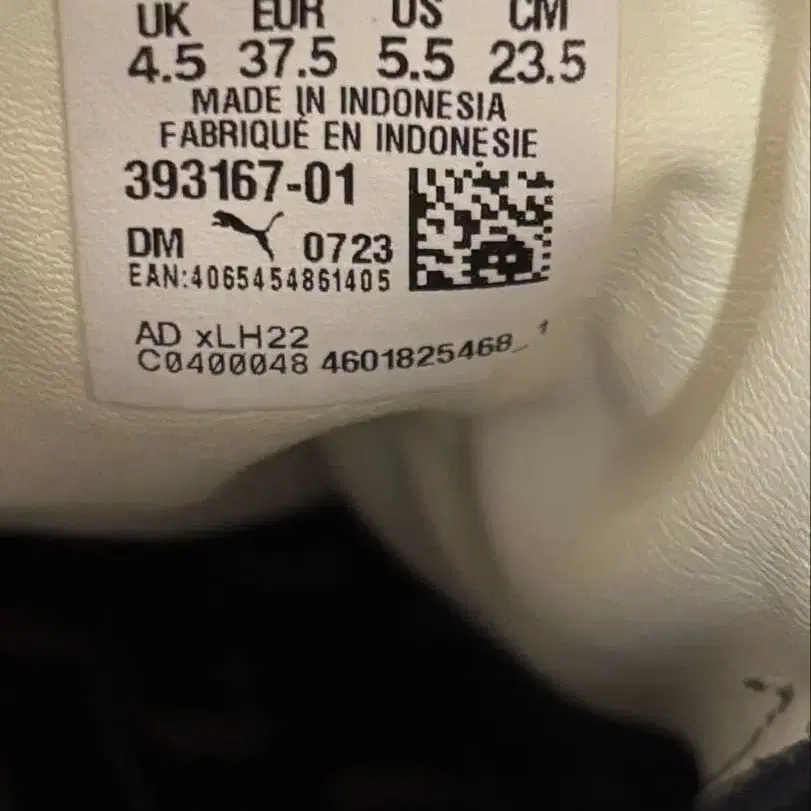 UK EUR US CM
4.5 37.5 5.5 23.5
MADE IN INDONESIA
FABRIQUÉ EN INDONÉSIE
393167-01
DM 0723
EAN:4065454861405
AD xLH22
C0400048 4601825468_1